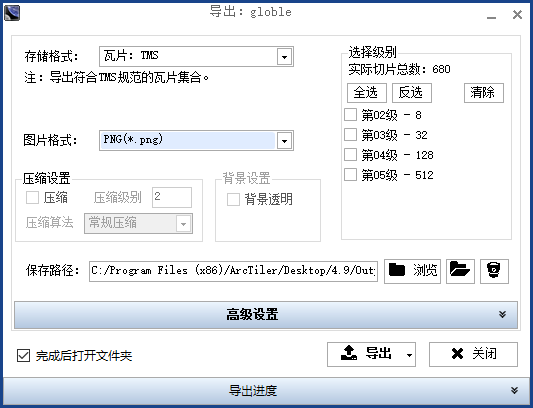 导出：globle
存储格式：
瓦片：TMS
注：导出符合TMS规范的瓦片集合。
图片格式：
PNG(*.png)
压缩设置
压缩
压缩级别
2
压缩算法
常规压缩
背景设置
背景透明
选择级别
实际切片总数：680
全选
反选
清除
第02级 - 8
第03级 - 32
第04级 - 128
第05级 - 512
保存路径：
C:/Program Files (x86)/ArcTiler/Desktop/4.9/Out
浏览
高级设置
完成后打开文件夹
导出
关闭
导出进度